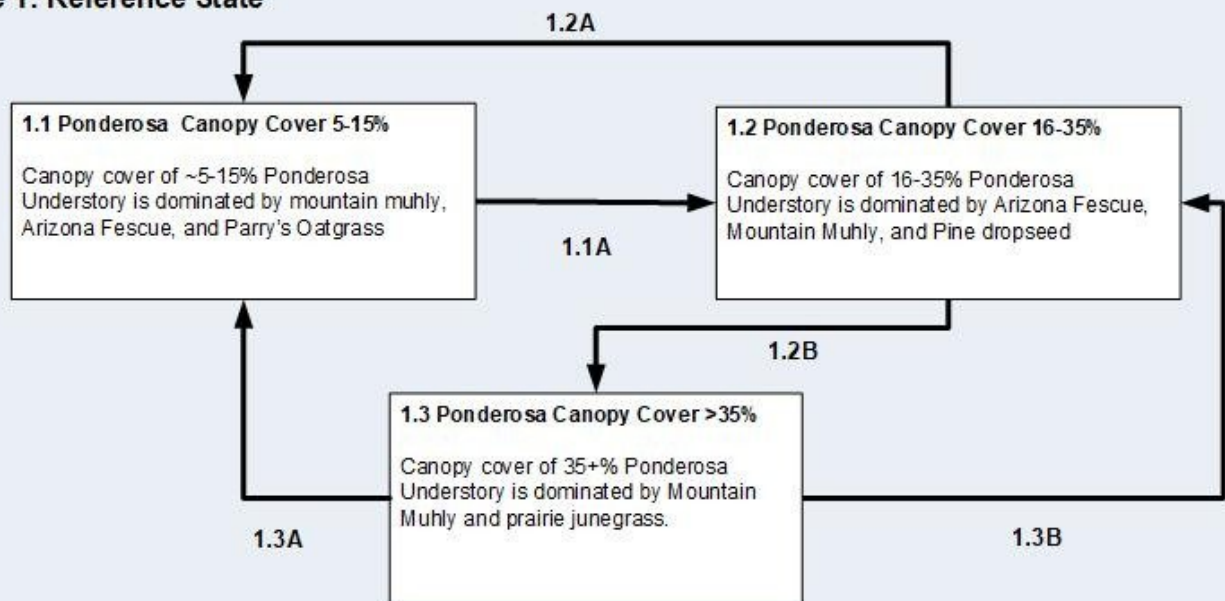 1: Reference State
1.2A
1.1 Ponderosa Canopy Cover 5-15%
Canopy cover of ~5-15% Ponderosa
Understory is dominated by mountain muhly,
Arizona Fescue, and Parry's Oatgrass
1.1A
1.2 Ponderosa Canopy Cover 16-35%
Canopy cover of 16-35% Ponderosa
Understory is dominated by Arizona Fescue,
Mountain Muhly, and Pine dropseed
1.2B
1.3 Ponderosa Canopy Cover >35%
Canopy cover of 35+% Ponderosa
Understory is dominated by Mountain
Muhly and prairie junegrass.
1.3A
1.3B